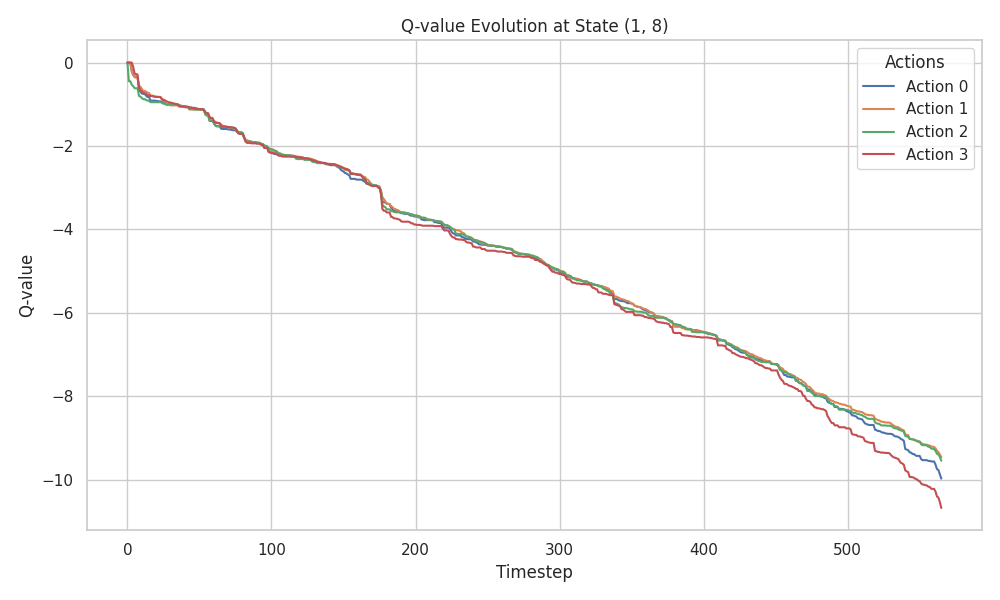 Q-value Evolution at State (1, 8)
Actions
Action 0
Action 1
Action 2
Action 3
Q-value
0
−2
−4
−6
−8
−10
0 100 200 300 400 500
Timestep